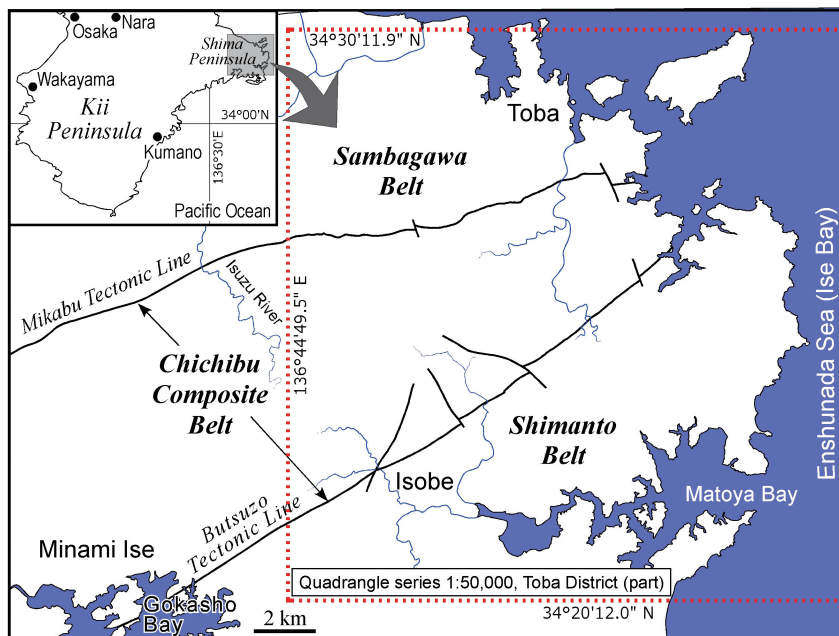 Osaka
Nara
Shima
Peninsula
Wakayama
Kii
Peninsula
34°00'N
Kumano
136°30'E
Pacific Ocean
34°30'11.9" N
Toba
Sambagawa
Belt
Mikabu Tectonic Line
Isuzu River
136°44'49.5" E
Enshunada Sea (Ise Bay)
Chichibu
Composite
Belt
Shimanto
Belt
Isobe
Matoya Bay
Butsuzo
Tectonic Line
Minami Ise
Gokasho
Bay
2 km
Quadrangle series 1:50,000, Toba District (part)
34°20'12.0" N